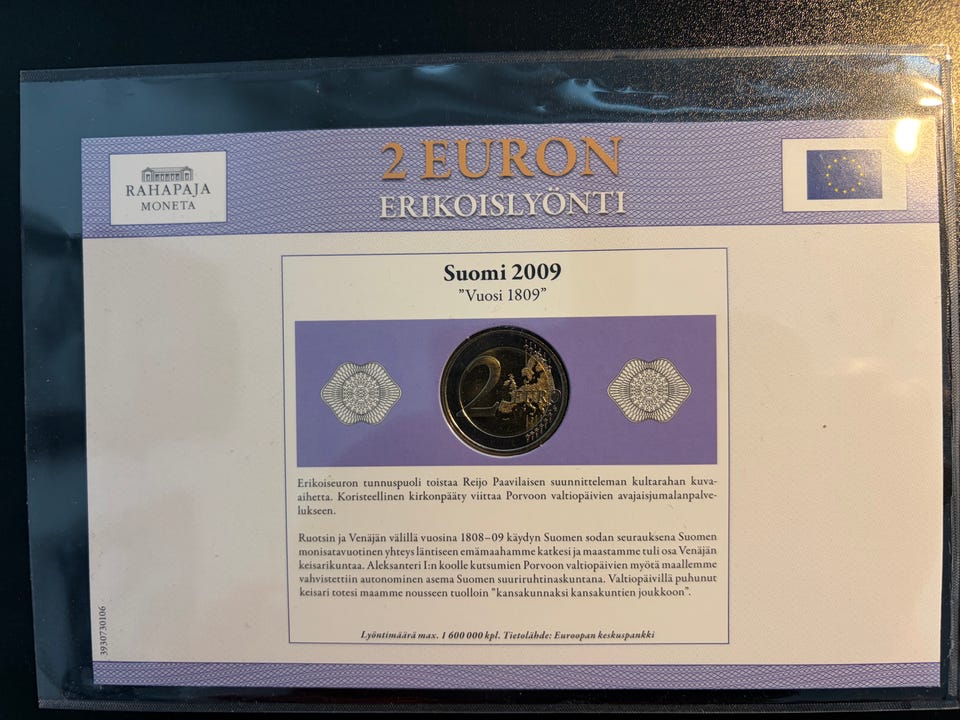 RAHAPAJA
MONETA
2 EURON
ERIKOISLYÖNTI
Suomi 2009
”Vuosi 1809”
2
Erikoiseuron tunnuspuoli toistaa Reijo Paavilaisen suunnitteleman kultarahan kuva-
aihetta. Koristeellinen kirkonpääty viittaa Porvoon valtiopäivien avajaisjumalanpalve-
lukseen.
Ruotsin ja Venäjän välillä vuosina 1808–09 käydyn Suomen sodan seurauksena Suomen
monisatavuotinen yhteys läntiseen emämaahamme katkesi ja maastamme tuli osa Venäjän
keisarikuntaa. Aleksanteri I:n koolle kutsumien Porvoon valtiopäivien myötä maallemme
vahvistettiin autonominen asema Suomen suuriruhtinaskuntana. Valtiopäivillä puhunut
keisari totesi maamme nousseen tuolloin ”kansakunnaksi kansakuntien joukkoon”.
Lyöntimäärä max. 1 600 000 kpl. Tietolähde: Euroopan keskuspankki
3930730106